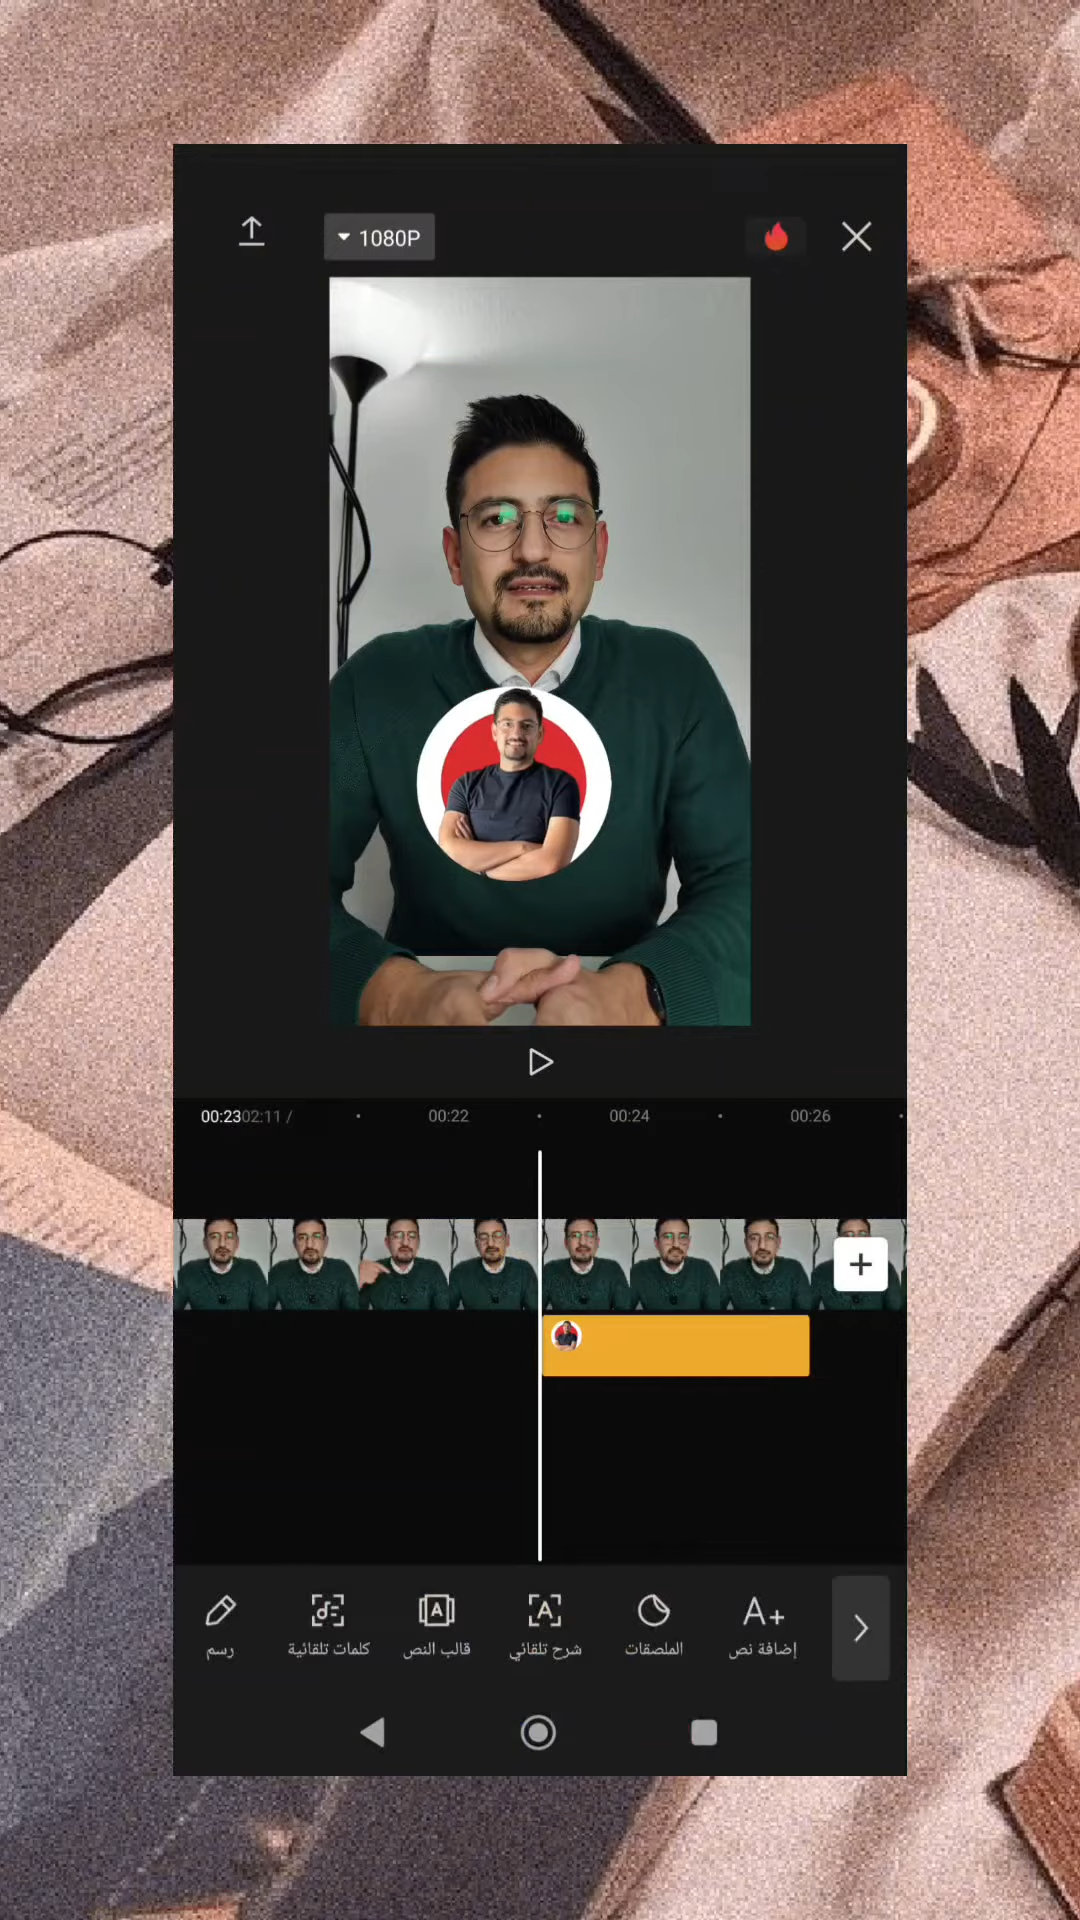 1080P
00:23 02:11 /
00:22
00:24
00:26
إضافة نص
الملصقات
شرح تلقائي
قالب النص
كلمات تلقائية
رسم